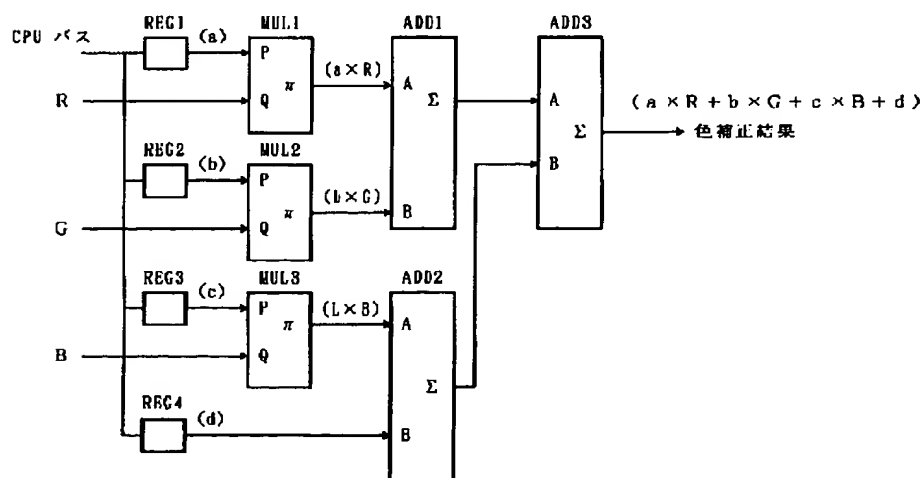 REG1
MUL1
ADD1
ADD3
CPU バス
(a)
P
(a×R)
A
π
Σ
R
Q
A
(a×R+b×G+c×B+d)
Σ
色補正結果
REG2
MUL2
B
(b)
P
(b×G)
π
B
G
Q
REG3
MUL3
ADD2
(c)
P
(L×B)
A
π
B
Q
Σ
REG4
(d)
B